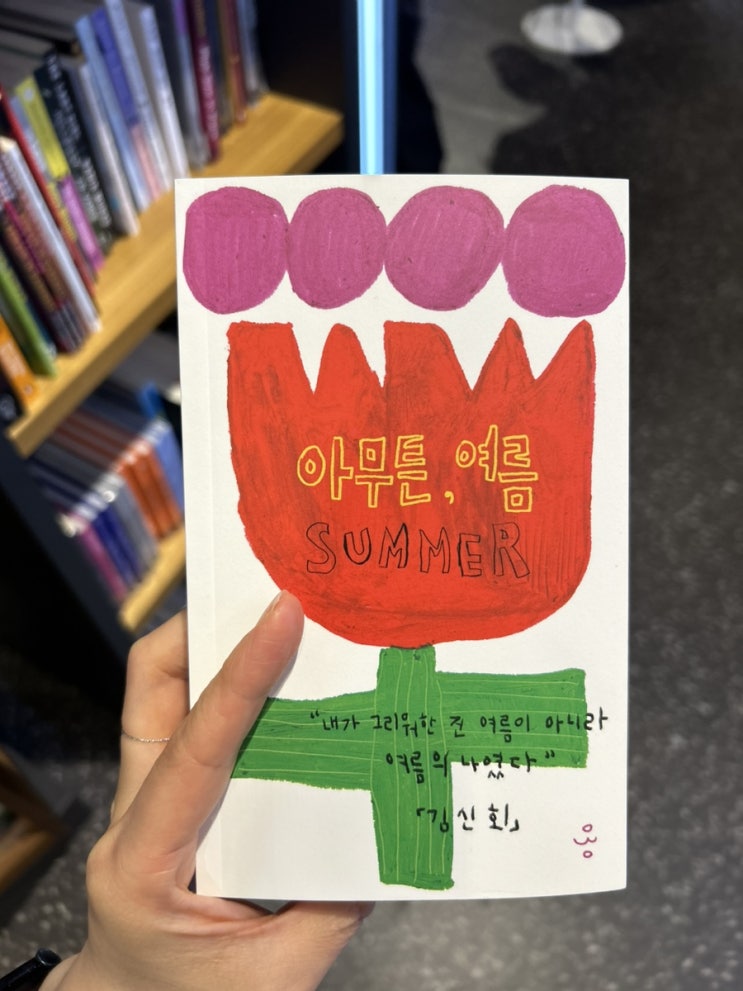 아무튼, 여름
SUMMER
"내가 그리워한 건 여름이 아니라
여름의 나였다"
「김신회」